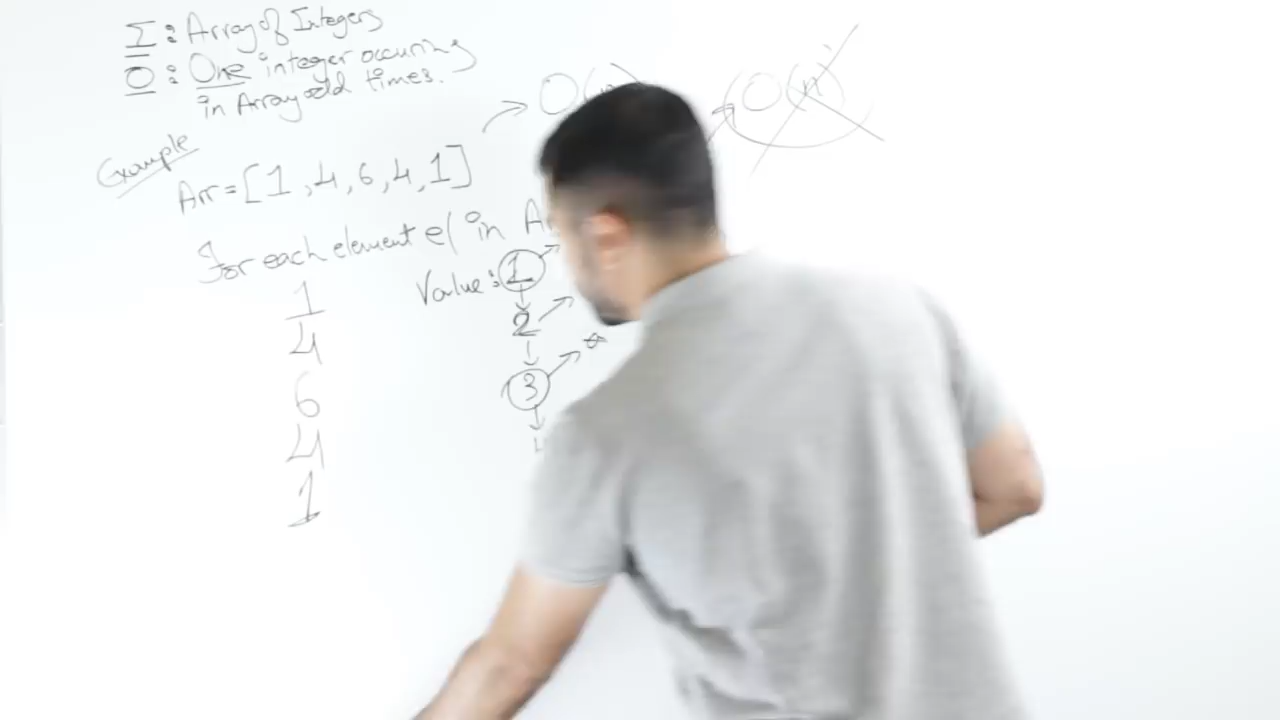 I : Array of Integers
O : One integer occuring
in Array odd times.
O(
O(n)
Example
Arr = [1, 4, 6, 4, 1]
For each element el in
Value : 1
2
3
1
4
6
4
1